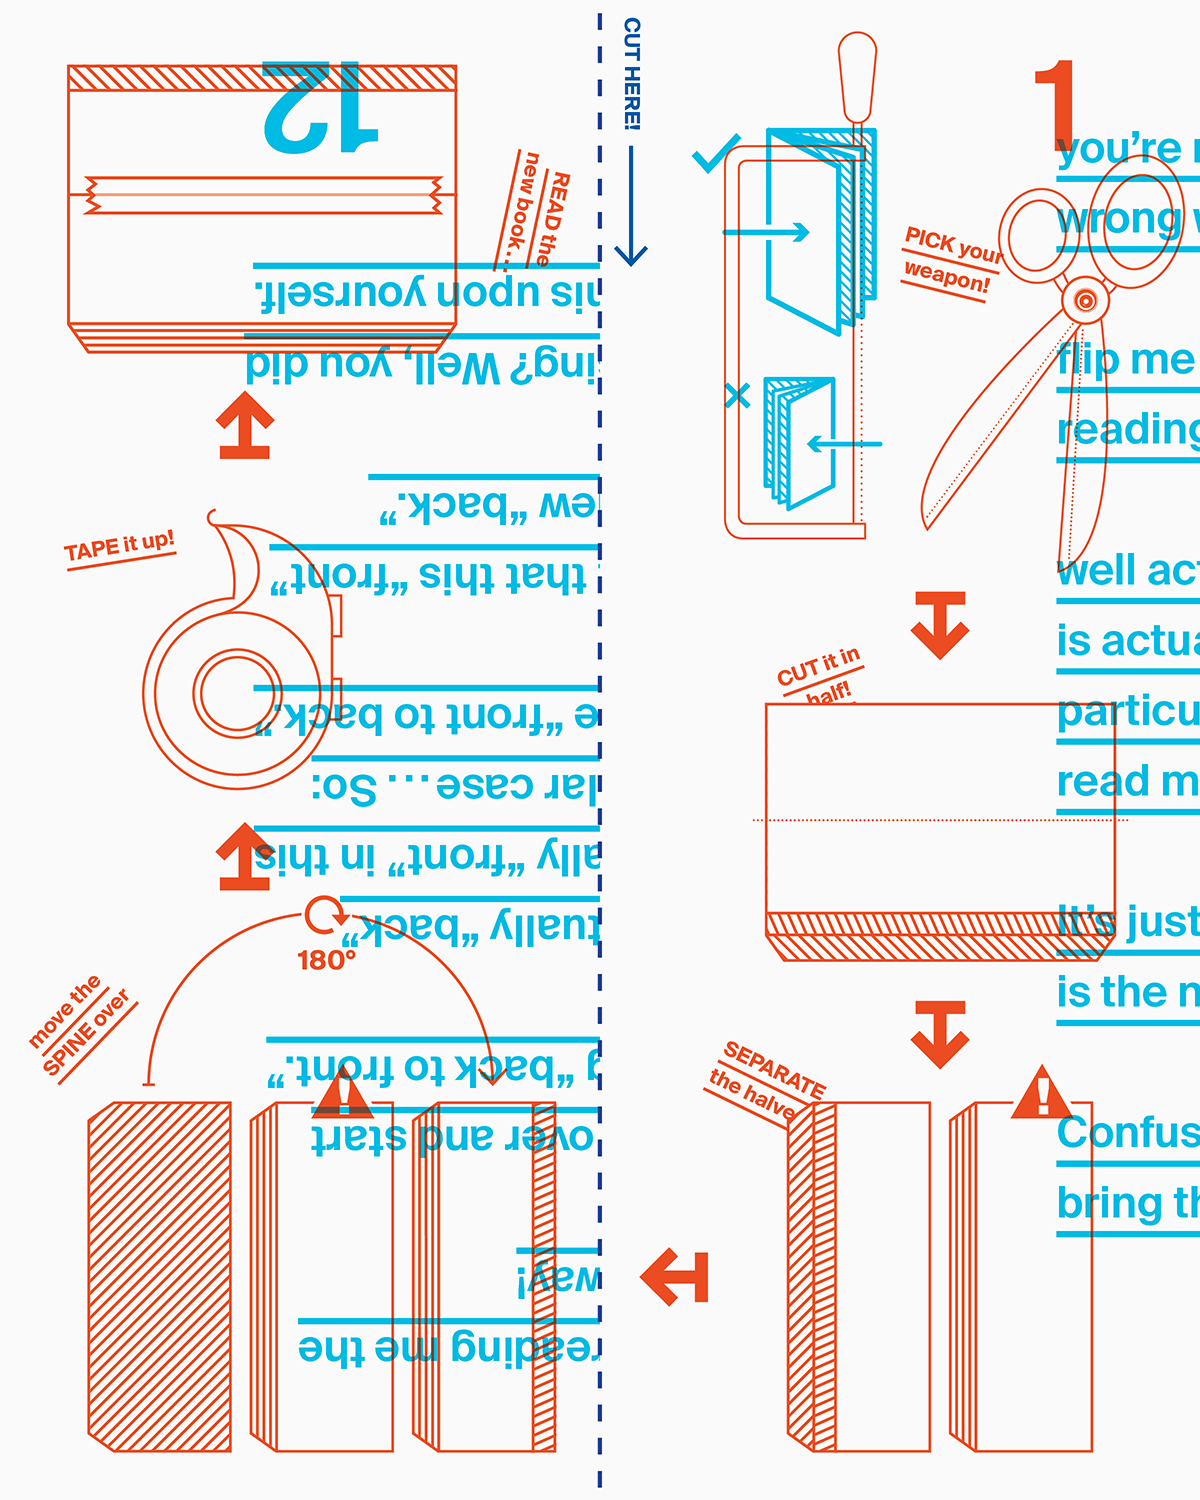 CUT HERE!
1
PICK your
weapon!
CUT it in
half!
SEPARATE
the halve
180°
move the
SPINE over
TAPE it up!
READ the
new book…
12
you’re
wrong
flip me
reading
well act
is actua
particu
read m
It’s just
is the
Confus
bring th
reading me the
way!
over and start
g “back to front.”
tually “back”
ally “front” in this
lar case… So:
e “front to back.”
that this “front”
ew “back.”
ing? Well, you did
his upon yourself.